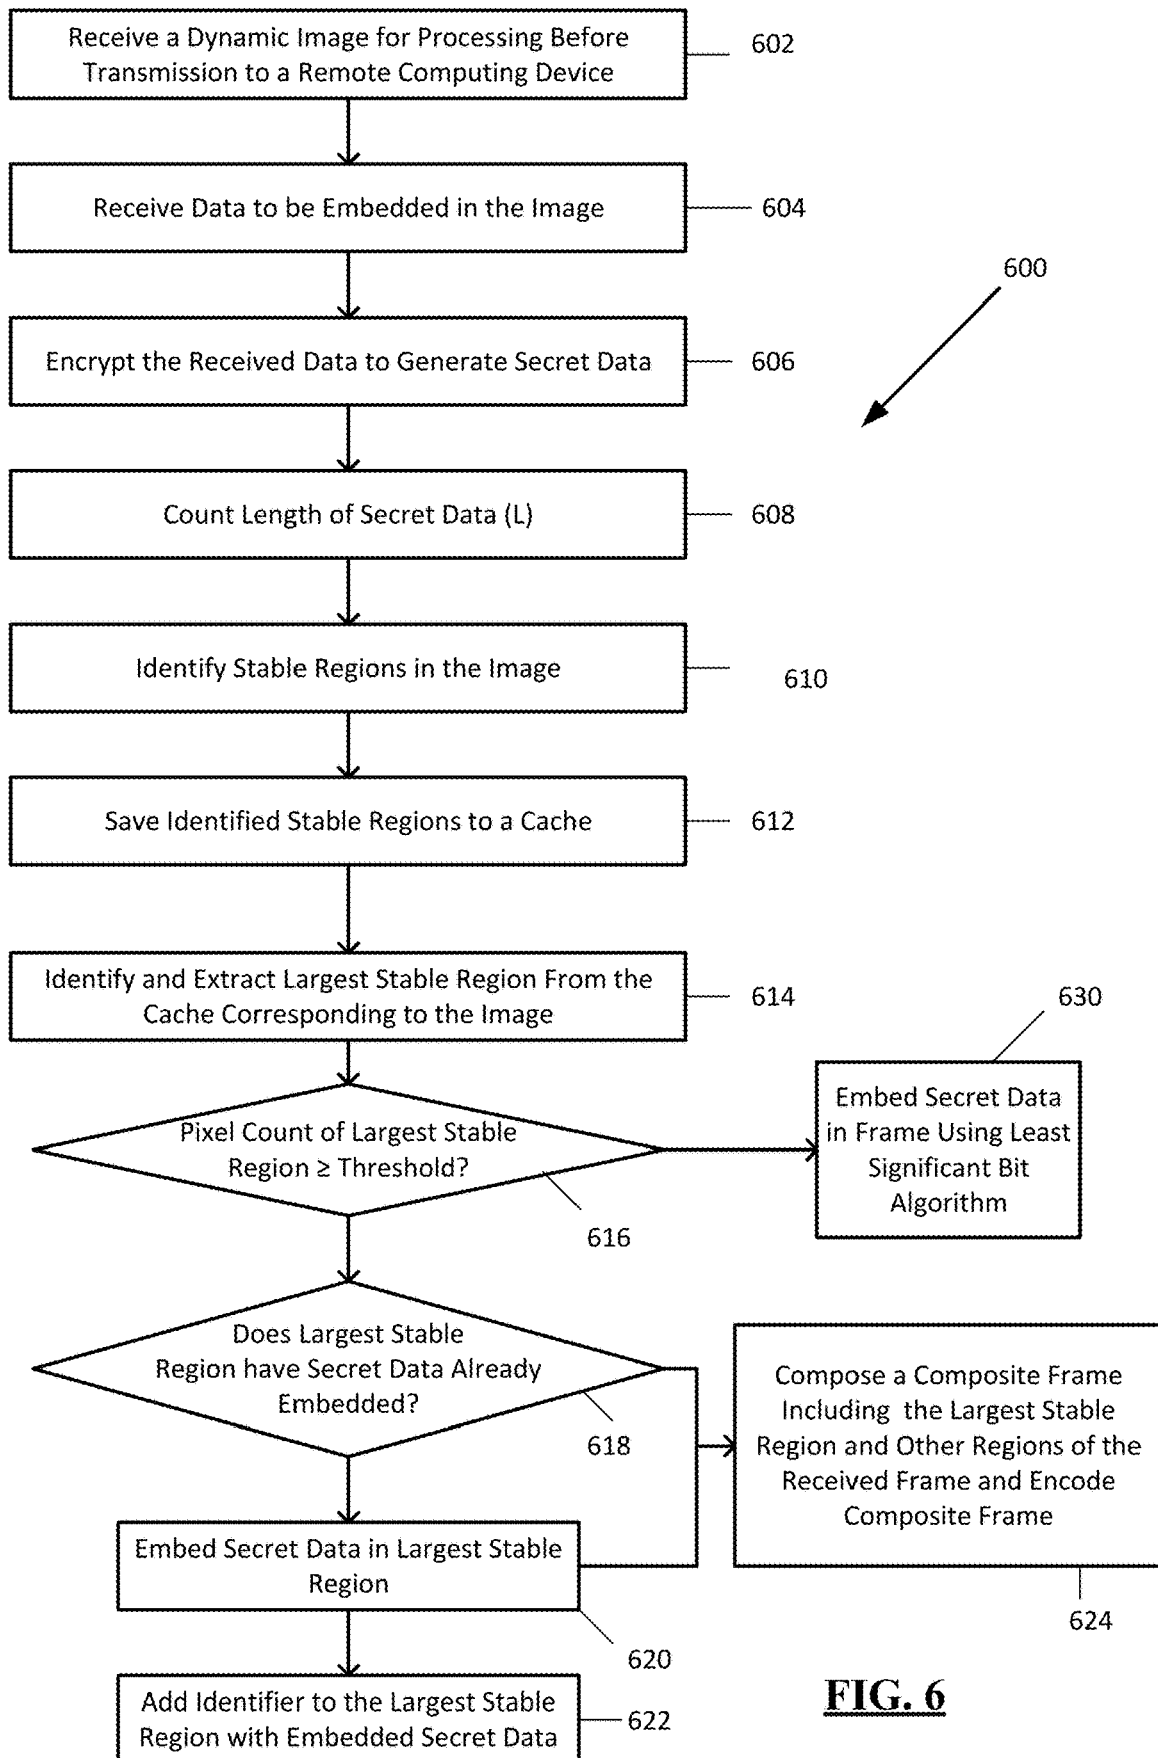 Receive a Dynamic Image for Processing Before
Transmission to a Remote Computing Device
602
Receive Data to be Embedded in the Image
604
600
Encrypt the Received Data to Generate Secret Data
606
Count Length of Secret Data (L)
608
Identify Stable Regions in the Image
610
Save Identified Stable Regions to a Cache
612
Identify and Extract Largest Stable Region From the
Cache Corresponding to the Image
614
630
Embed Secret Data
in Frame Using Least
Significant Bit
Algorithm
Pixel Count of Largest Stable
Region ≥ Threshold?
616
Does Largest Stable
Region have Secret Data Already
Embedded?
618
Compose a Composite Frame
Including the Largest Stable
Region and Other Regions of the
Received Frame and Encode
Composite Frame
624
Embed Secret Data in Largest Stable
Region
620
Add Identifier to the Largest Stable
Region with Embedded Secret Data
622
FIG. 6